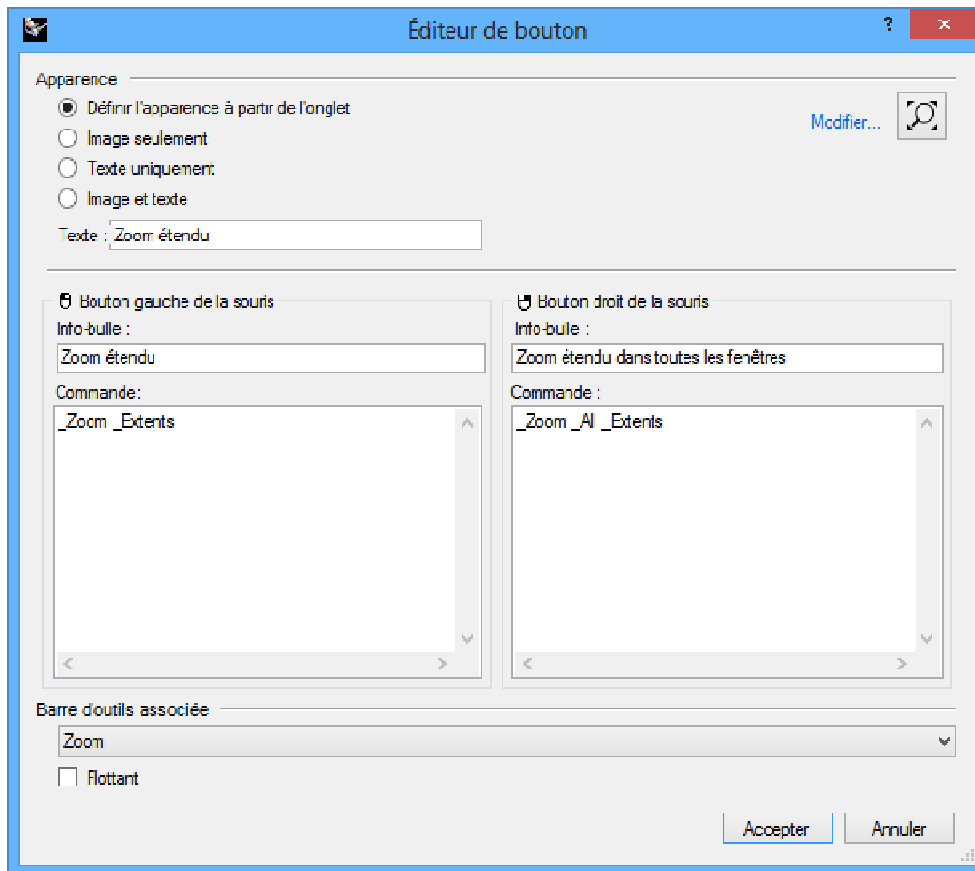 Éditeur de bouton
?
Apparence
Définir l'apparence à partir de l'onglet
Modifier...
Image seulement
Texte uniquement
Image et texte
Texte : Zoom étendu
Bouton gauche de la souris
Info-bulle :
Zoom étendu
Commande:
_Zoom _Extents
Bouton droit de la souris
Info-bulle :
Zoom étendu dans toutes les fenêtres
Commande :
_Zoom _All _Extents
Barre d'outils associée
Zoom
Flottant
Accepter
Annuler